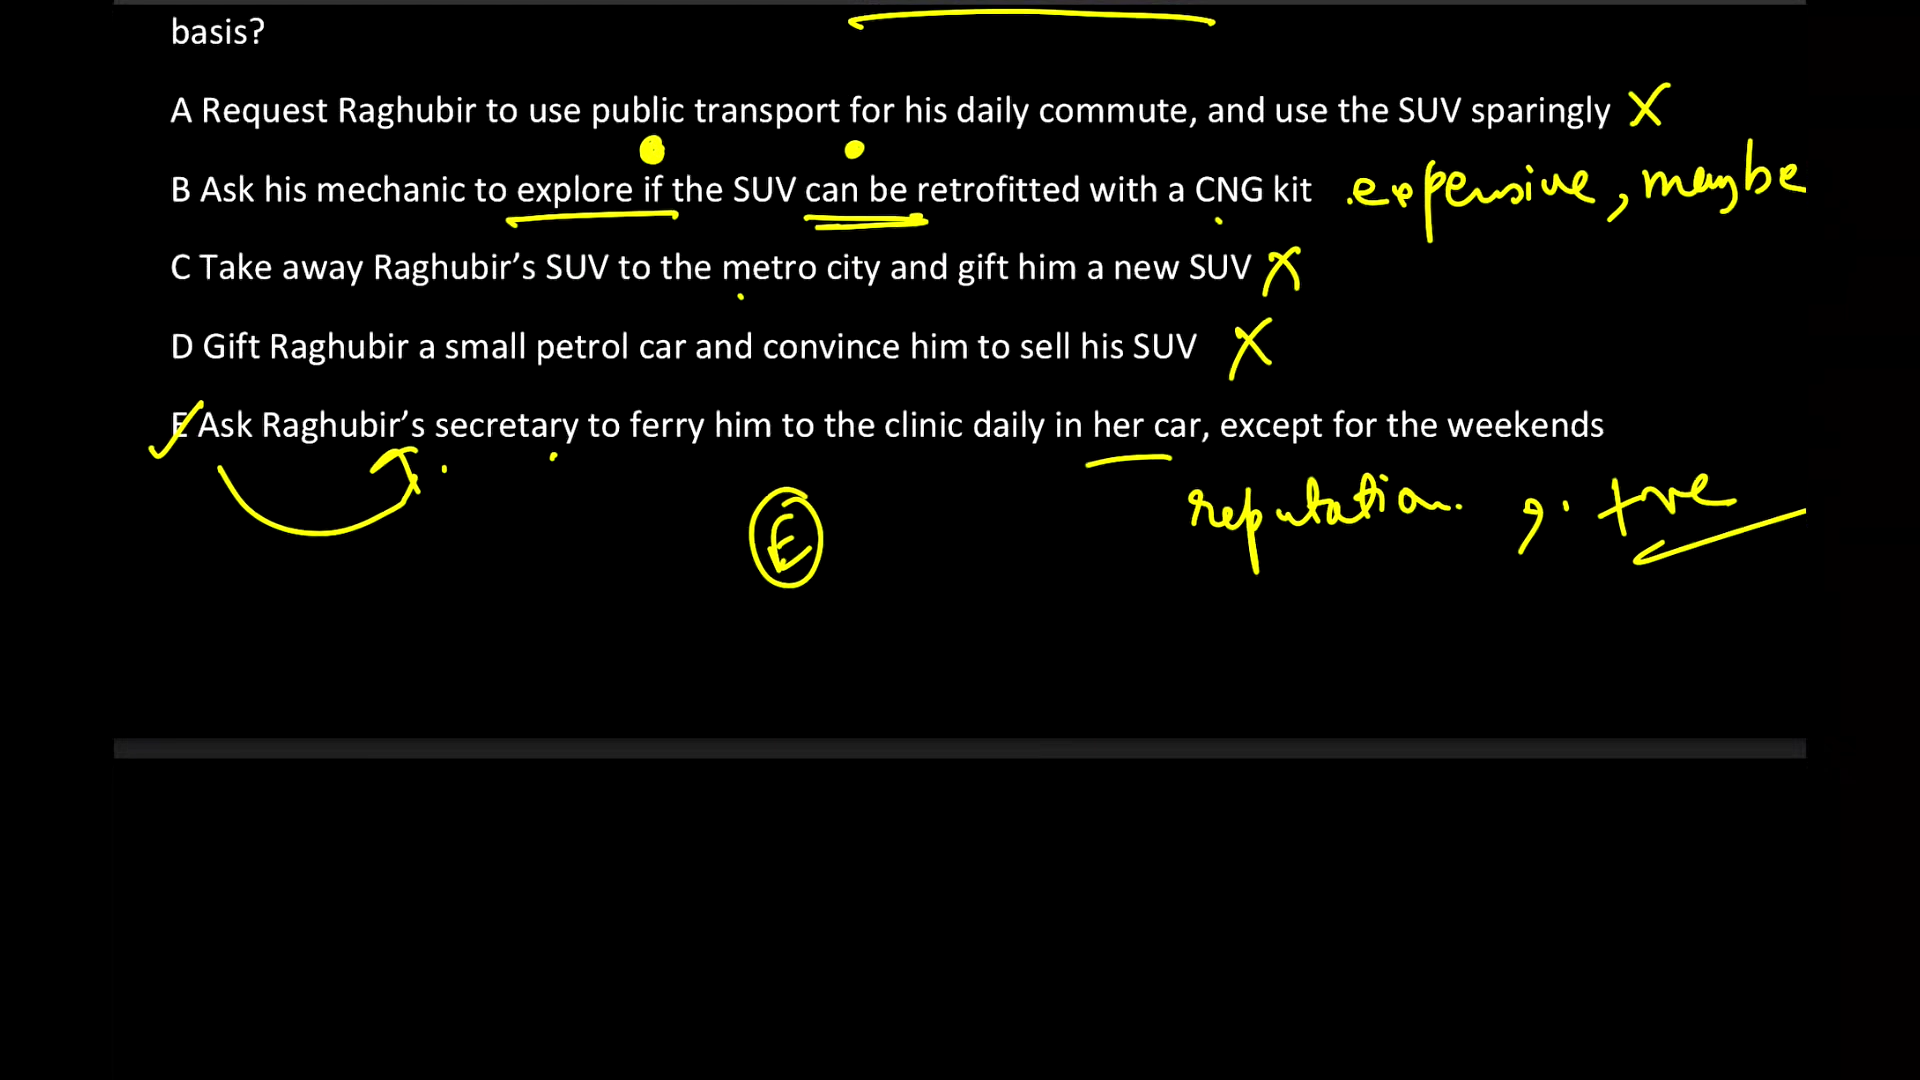 basis?
A Request Raghubir to use public transport for his daily commute, and use the SUV sparingly X
B Ask his mechanic to explore if the SUV can be retrofitted with a CNG kit . expensive, maybe
C Take away Raghubir’s SUV to the metro city and gift him a new SUV X
D Gift Raghubir a small petrol car and convince him to sell his SUV X
E Ask Raghubir’s secretary to ferry him to the clinic daily in her car, except for the weekends
E reputation. , +ve